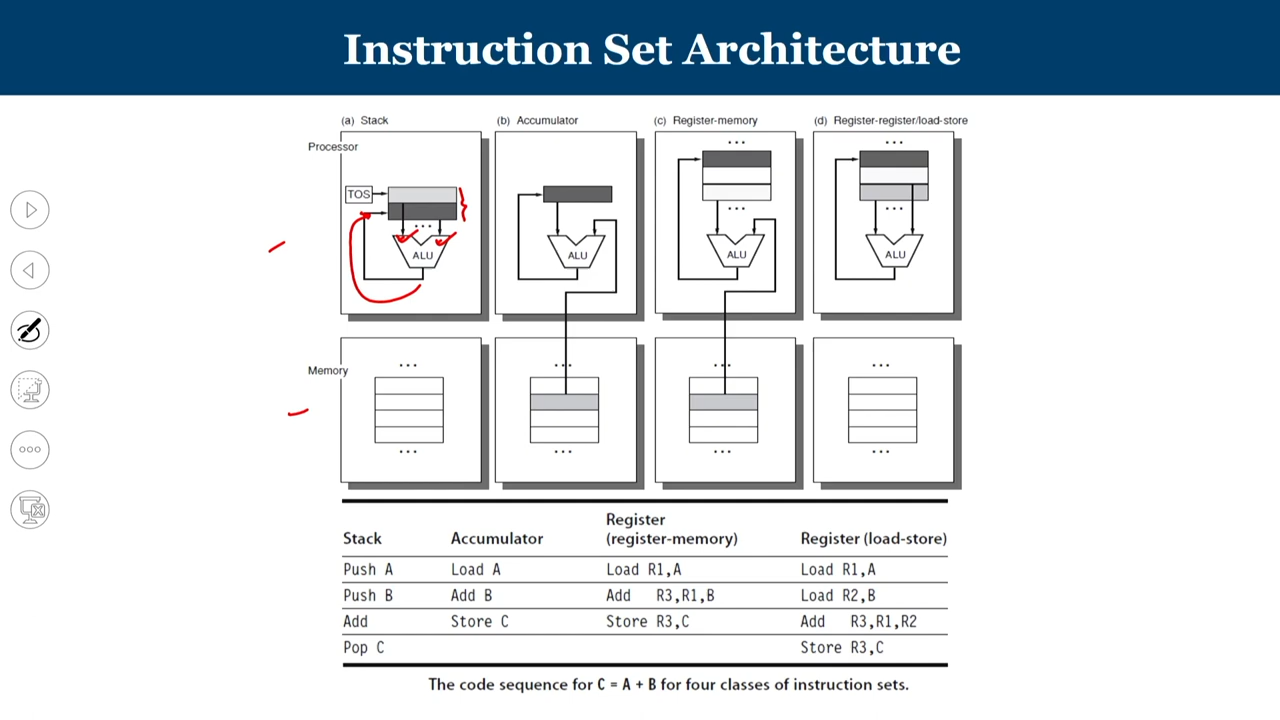 Instruction Set Architecture
(a) Stack
(b) Accumulator
(c) Register-memory
(d) Register-register/load-store
Processor
TOS
ALU
ALU
ALU
ALU
Memory
Stack
Accumulator
Register
(register-memory)
Register (load-store)
Push A
Load A
Load R1,A
Load R1,A
Push B
Add B
Add R3,R1,B
Load R2,B
Add
Store C
Store R3,C
Add R3,R1,R2
Pop C
Store R3,C
The code sequence for C = A + B for four classes of instruction sets.